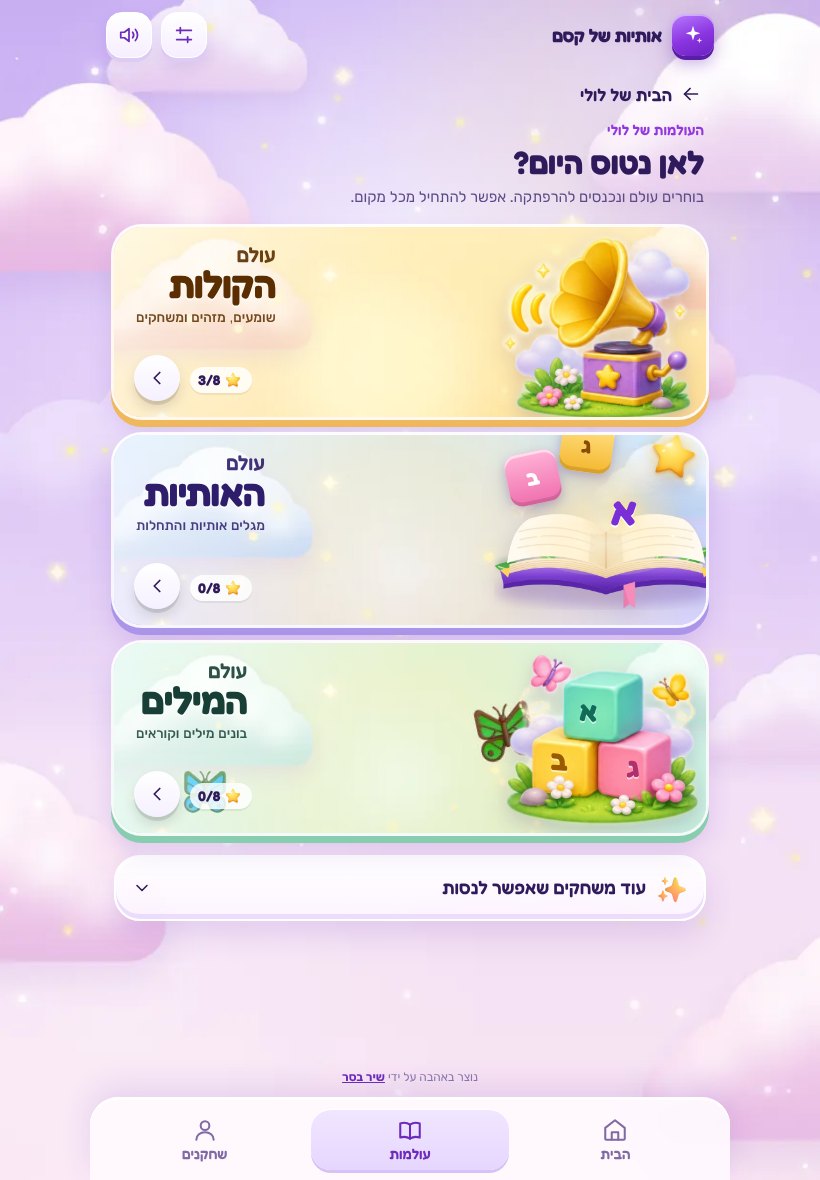 אותיות של קסם
הבית של לולי
העולמות של לולי
לאן נטוס היום?
בוחרים עולם ונכנסים להרפתקה. אפשר להתחיל מכל מקום.
עולם
הקולות
שומעים, מזהים ומשחקים
3/8
עולם
האותיות
מגלים אותיות והתחלות
0/8
ג
ב
א
עולם
המילים
בונים מילים וקוראים
0/8
א
ב
ג
עוד משחקים שאפשר לנסות
נוצר באהבה על ידי שיר בסר
הבית
עולמות
שחקנים